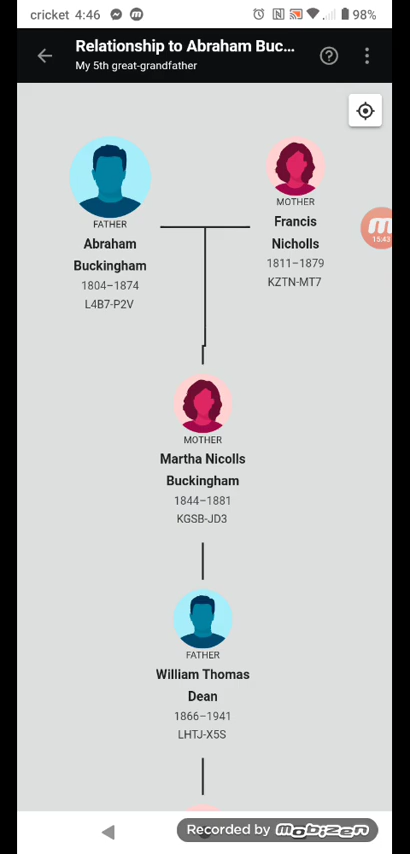 cricket 4:46 98%
Relationship to Abraham Buc...
My 5th great-grandfather
FATHER
Abraham
Buckingham
1804–1874
L4B7-P2V
MOTHER
Francis
Nicholls
1811–1879
KZTN-MT7
15:43
MOTHER
Martha Nicolls
Buckingham
1844–1881
KGSB-JD3
FATHER
William Thomas
Dean
1866–1941
LHTJ-X5S
Recorded by mobizen